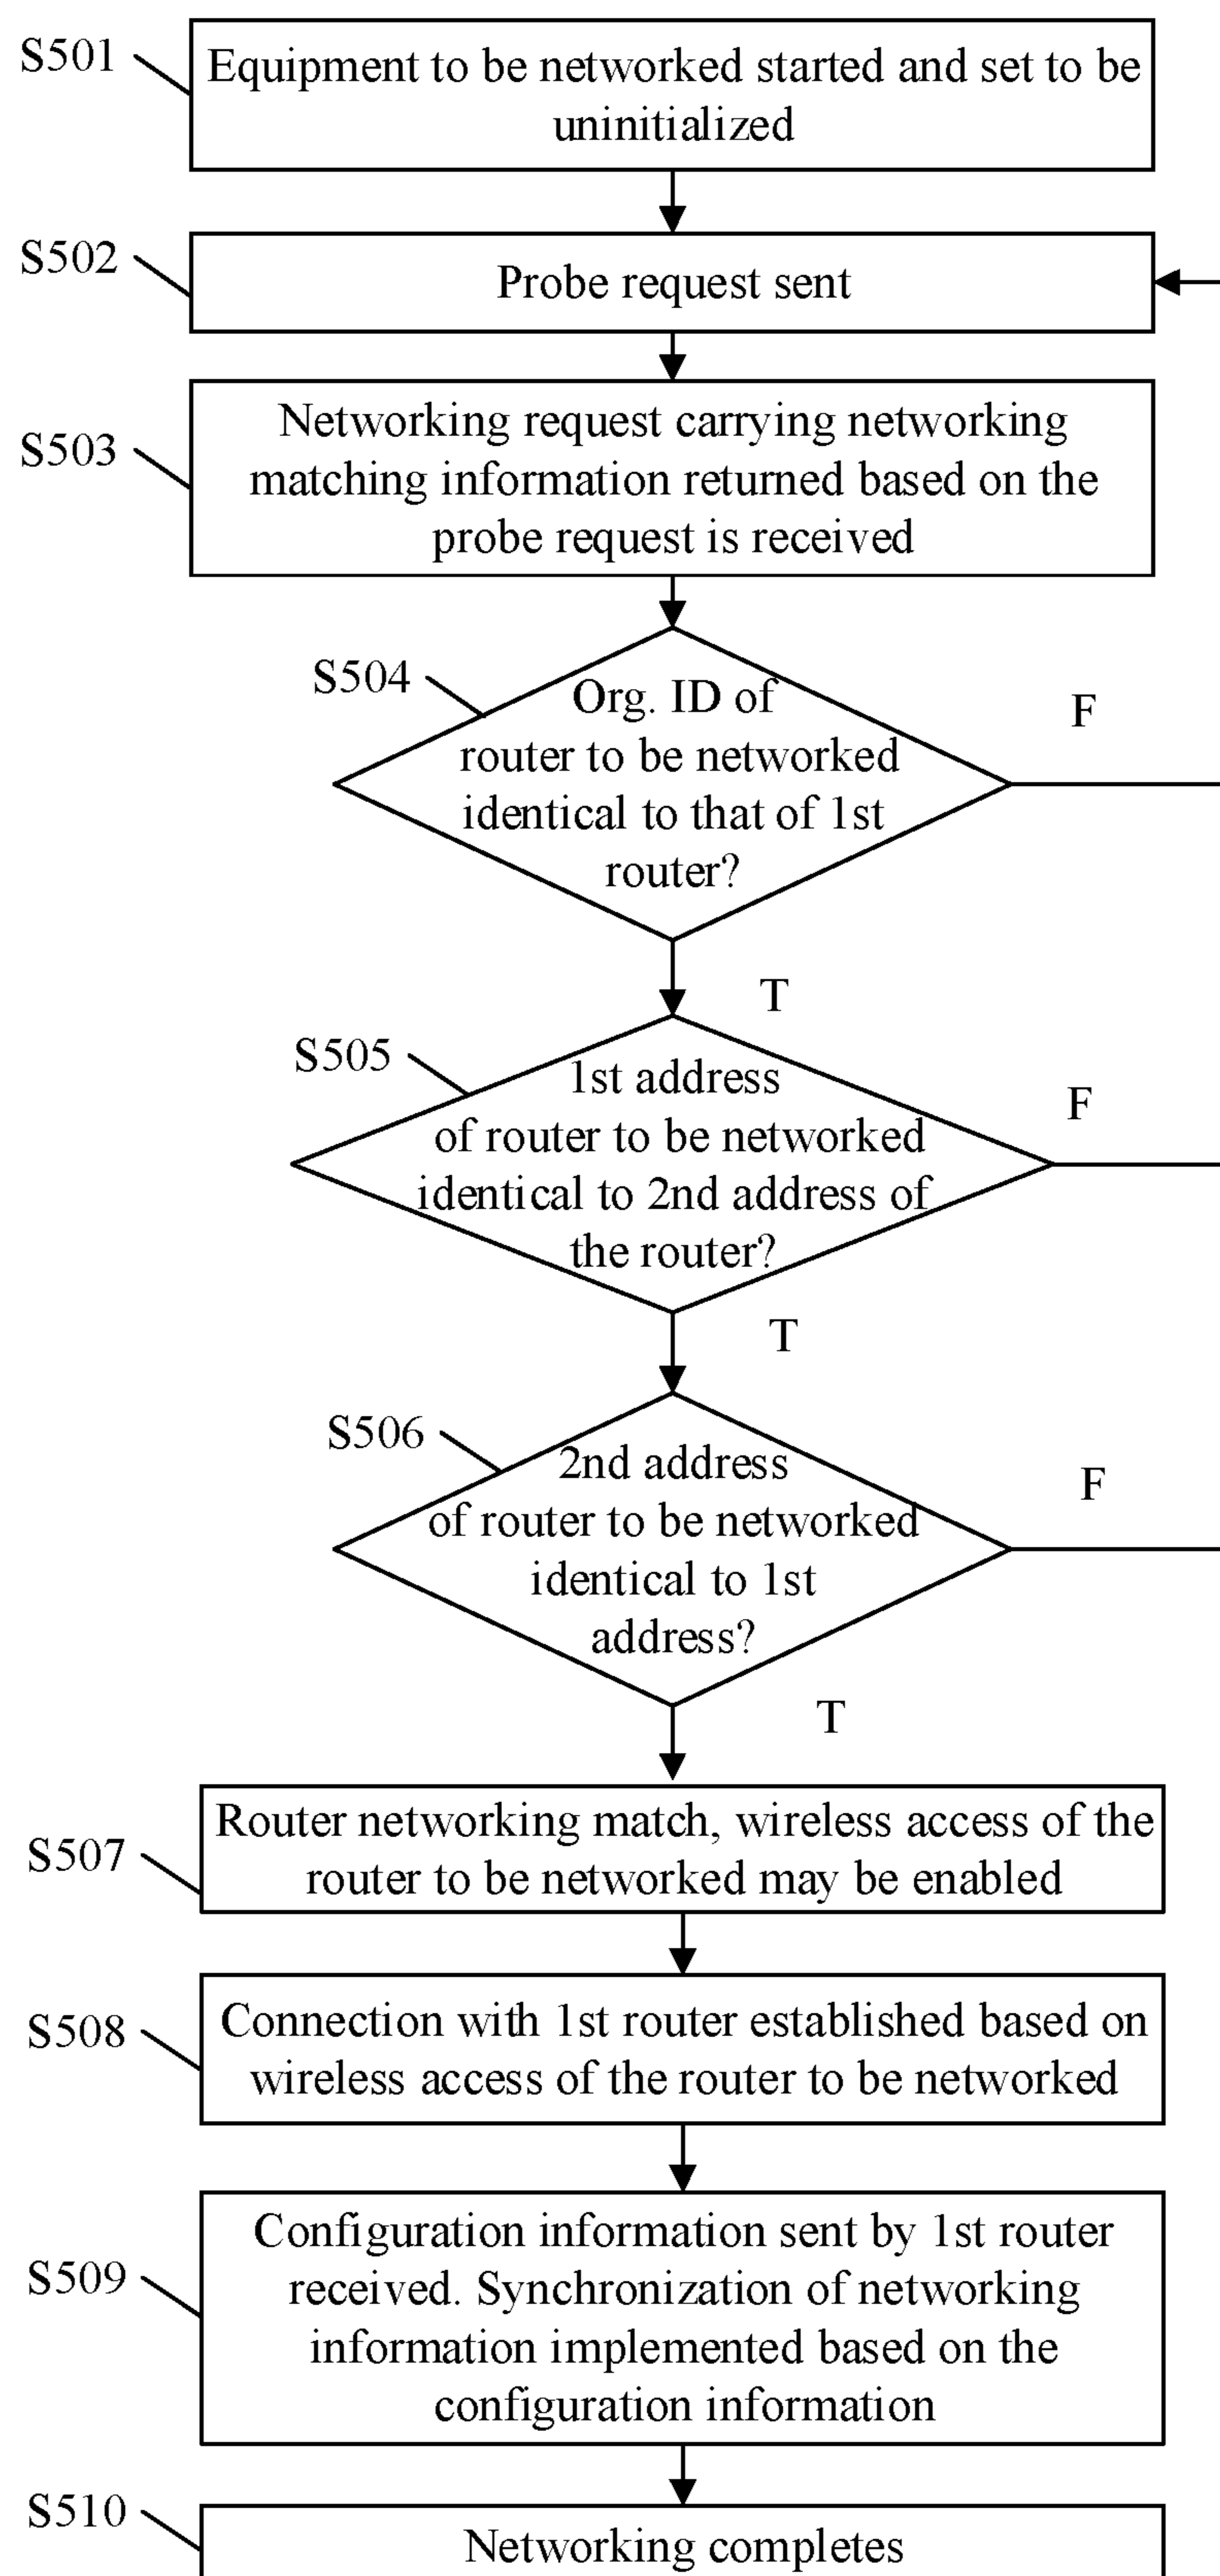 S501
Equipment to be networked started and set to be
uninitialized
S502
Probe request sent
S503
Networking request carrying networking
matching information returned based on the
probe request is received
S504
Org. ID of
router to be networked
identical to that of 1st
router?
F
T
S505
1st address
of router to be networked
identical to 2nd address of
the router?
F
T
S506
2nd address
of router to be networked
identical to 1st
address?
F
T
S507
Router networking match, wireless access of the
router to be networked may be enabled
S508
Connection with 1st router established based on
wireless access of the router to be networked
S509
Configuration information sent by 1st router
received. Synchronization of networking
information implemented based on the
configuration information
S510
Networking completes